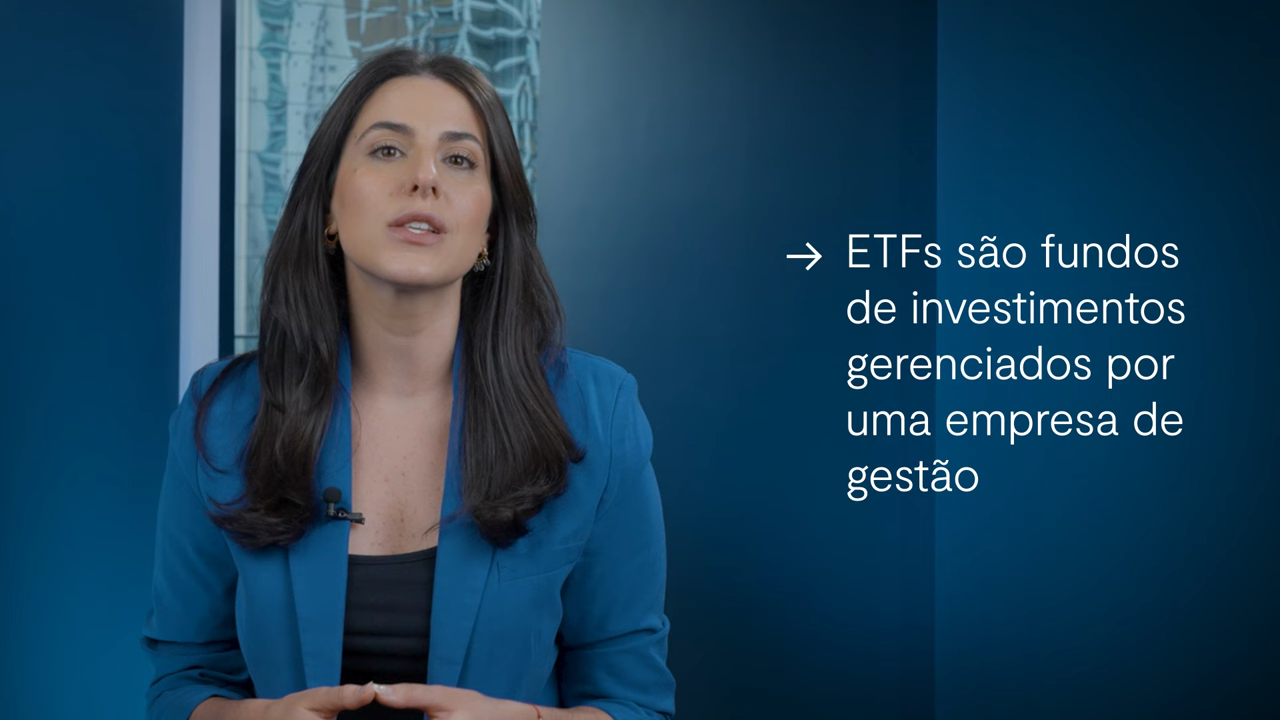 → ETFs são fundos
de investimentos
gerenciados por
uma empresa de
gestão